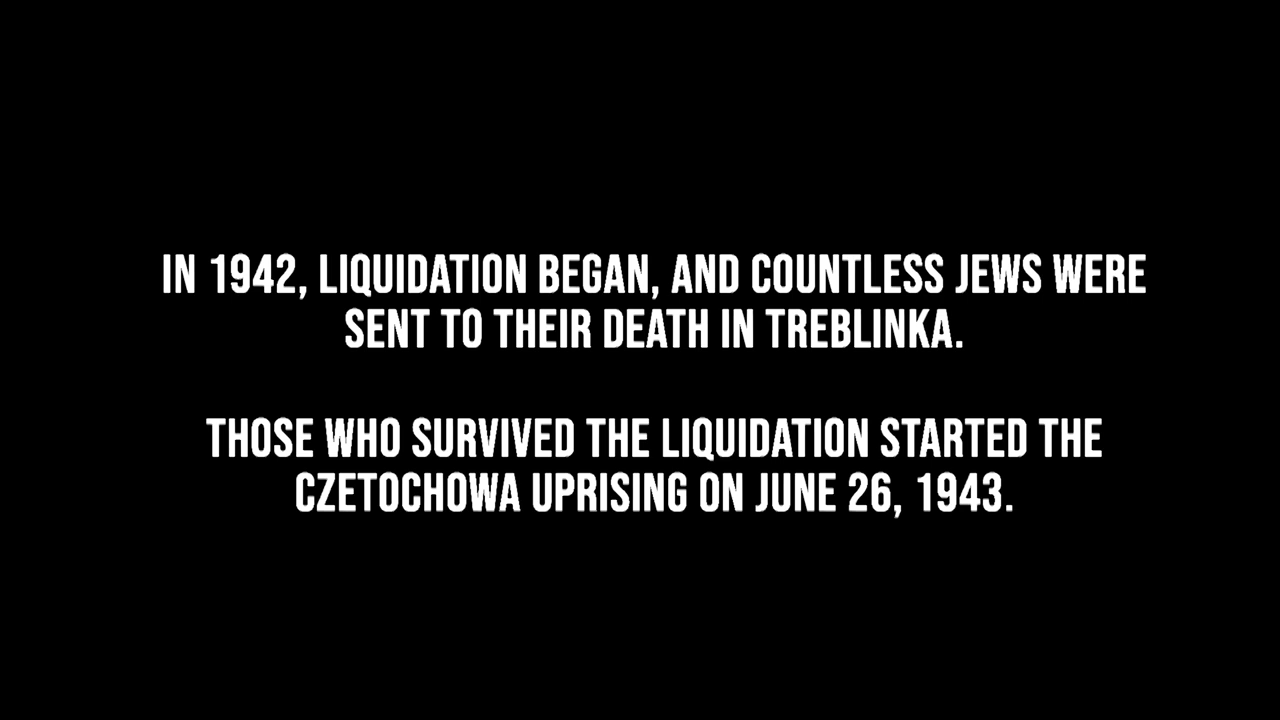 IN 1942, LIQUIDATION BEGAN, AND COUNTLESS JEWS WERE
SENT TO THEIR DEATH IN TREBLINKA.
THOSE WHO SURVIVED THE LIQUIDATION STARTED THE
CZETOCHOWA UPRISING ON JUNE 26, 1943.